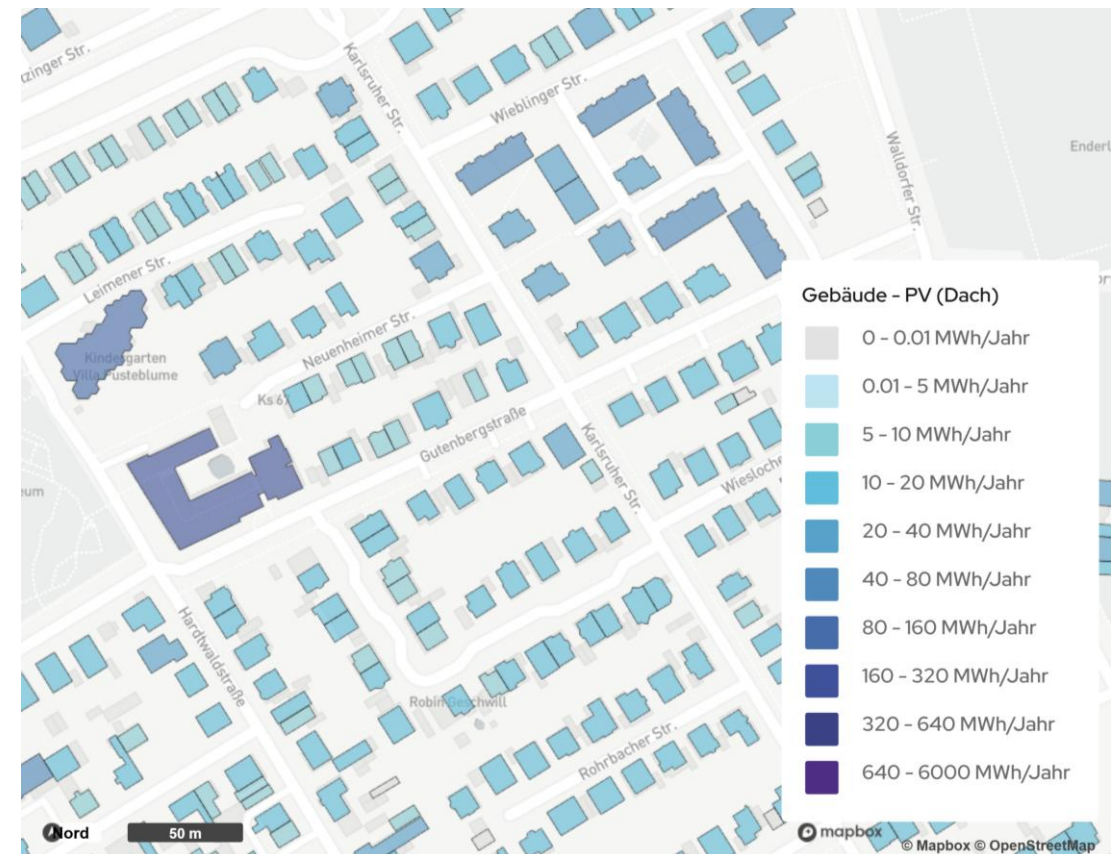 zinger Str.
Karlsruher Str.
Wieblinger Str.
Walldorfer Str.
Enderl
Leimener Str.
Kindergarten
Villa Pusteblume
Neuenheimer Str.
Ks 67
Gutenbergstraße
Karlsruher Str.
Wiesloche
eum
Hardtwaldstraße
Robin Geschwill
Rohrbacher Str.
Gebäude - PV (Dach)
0 - 0.01 MWh/Jahr
0.01 - 5 MWh/Jahr
5 - 10 MWh/Jahr
10 - 20 MWh/Jahr
20 - 40 MWh/Jahr
40 - 80 MWh/Jahr
80 - 160 MWh/Jahr
160 - 320 MWh/Jahr
320 - 640 MWh/Jahr
640 - 6000 MWh/Jahr
Nord
50 m
mapbox
© Mapbox © OpenStreetMap